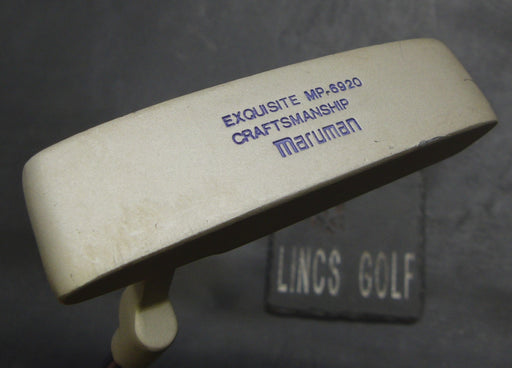 EXQUISITE MP-6920
CRAFTSMANSHIP
maruman
LINCS GOLF